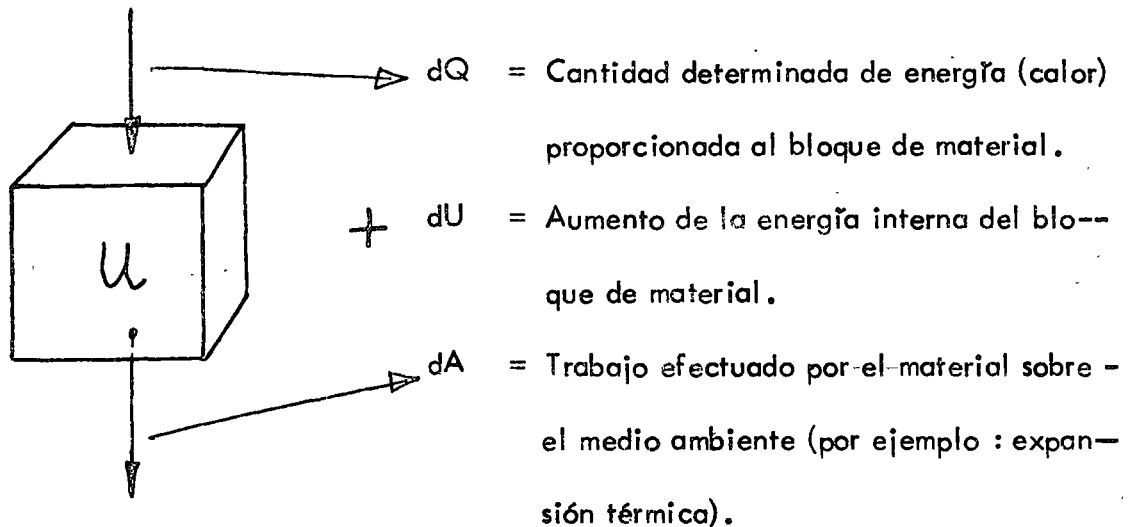 dQ = Cantidad determinada de energía (calor)
proporcionada al bloque de material.
U
+ dU = Aumento de la energía interna del blo--
que de material.
dA = Trabajo efectuado por-el-material sobre -
el medio ambiente (por ejemplo : expan—
sión térmica).